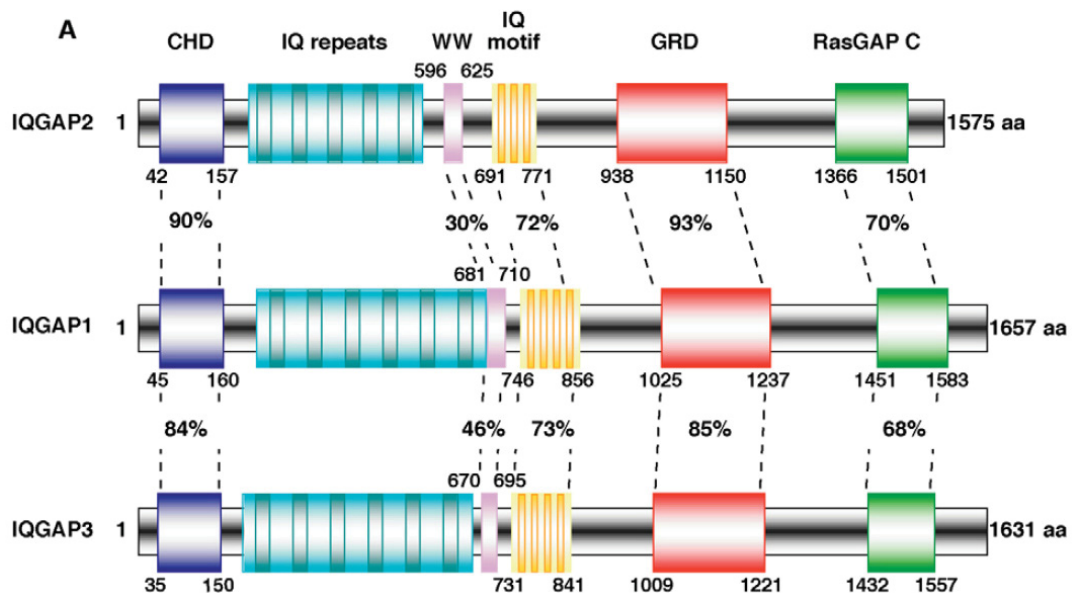 A
CHD IQ repeats WW IQ motif GRD RasGAP C
596 625
IQGAP2 1 1575 aa
42 157 691 771 938 1150 1366 1501
90% 30% 72% 93% 70%
681 710
IQGAP1 1 1657 aa
45 160 746 856 1025 1237 1451 1583
84% 46% 73% 85% 68%
670 695
IQGAP3 1 1631 aa
35 150 731 841 1009 1221 1432 1557